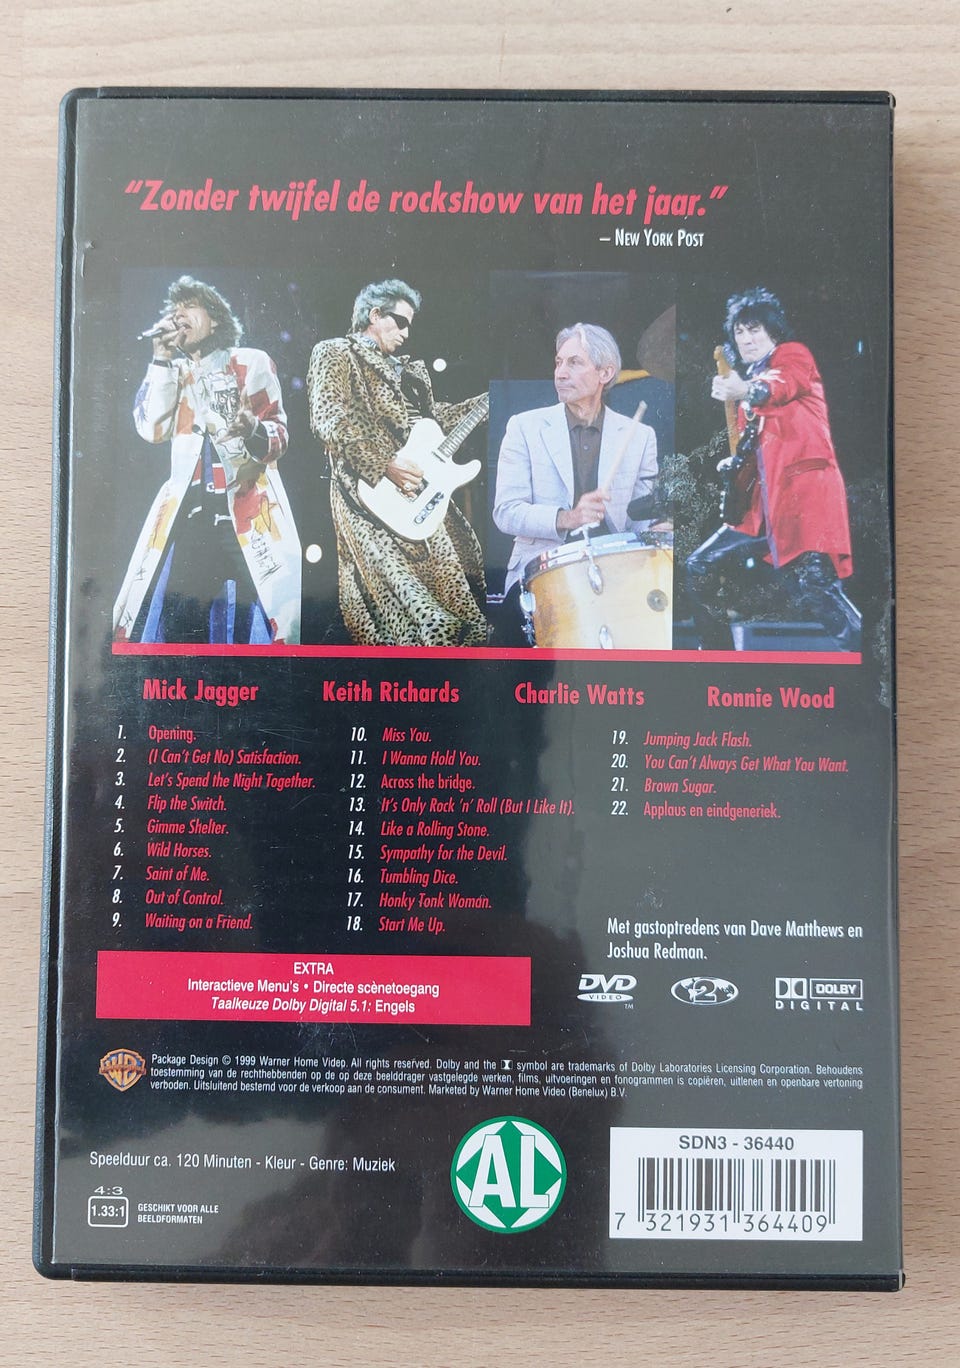 “Zonder twijfel de rockshow van het jaar.”
– New York Post
Mick Jagger
Keith Richards
Charlie Watts
Ronnie Wood
1. Opening.
2. (I Can't Get No) Satisfaction.
3. Let's Spend the Night Together.
4. Flip the Switch.
5. Gimme Shelter.
6. Wild Horses.
7. Saint of Me.
8. Out of Control.
9. Waiting on a Friend.
10. Miss You.
11. I Wanna Hold You.
12. Across the bridge.
13. It's Only Rock 'n' Roll (But I Like It).
14. Like a Rolling Stone.
15. Sympathy for the Devil.
16. Tumbling Dice.
17. Honky Tonk Woman.
18. Start Me Up.
19. Jumping Jack Flash.
20. You Can't Always Get What You Want.
21. Brown Sugar.
22. Applaus en eindgeneriek.
Met gastoptredens van Dave Matthews en
Joshua Redman.
EXTRA
Interactieve Menu's • Directe scènetoegang
Taalkeuze Dolby Digital 5.1: Engels
DVD
VIDEO
TM
2
DOLBY
DIGITAL
WB
Package Design © 1999 Warner Home Video. All rights reserved. Dolby and the symbol are trademarks of Dolby Laboratories Licensing Corporation. Behoudens
toestemming van de rechthebbenden op de op deze beelddrager vastgelegde werken, films, uitvoeringen en fonogrammen is copiëren, uitlenen en openbare vertoning
verboden. Uitsluitend bestemd voor de verkoop aan de consument. Marketed by Warner Home Video (Benelux) B.V.
Speelduur ca. 120 Minuten - Kleur - Genre: Muziek
4:3
1.33:1
GESCHIKT VOOR ALLE
BEELDFORMATEN
AL
SDN3 - 36440
7 321931 364409